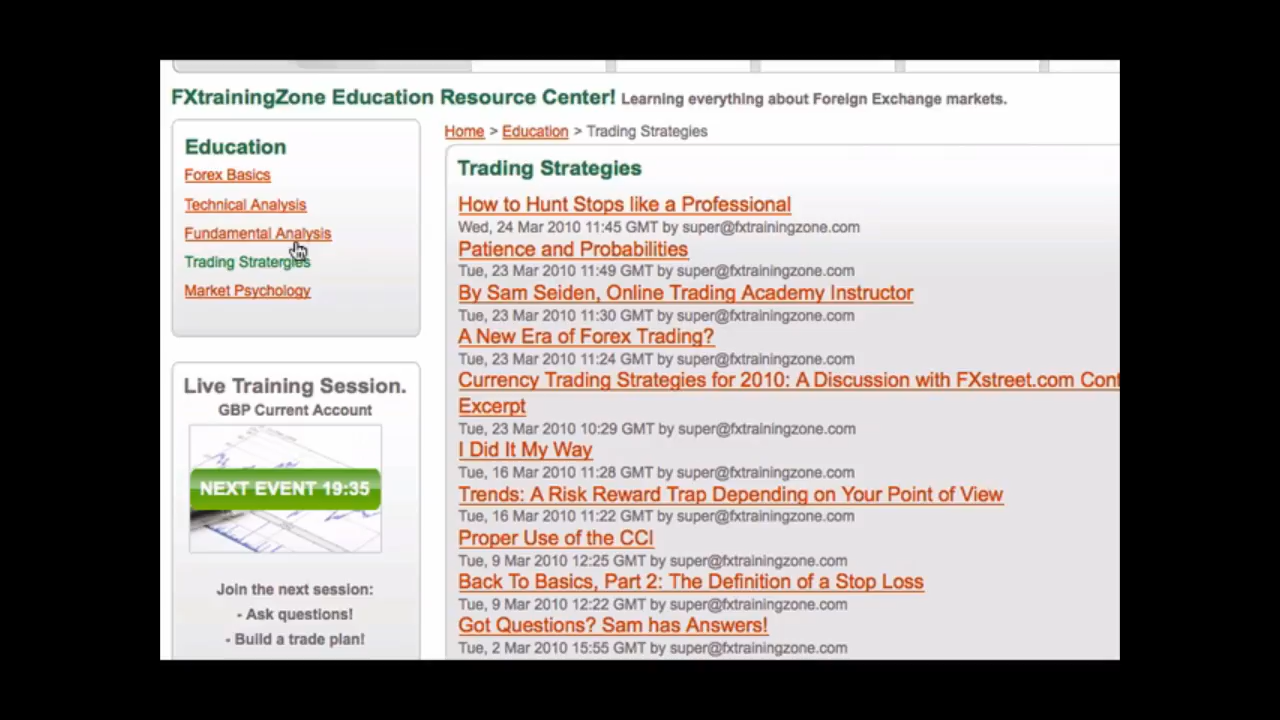 FXtrainingZone Education Resource Center! Learning everything about Foreign Exchange markets.
Education
Forex Basics
Technical Analysis
Fundamental Analysis
Trading Stratergies
Market Psychology
Live Training Session.
GBP Current Account
NEXT EVENT 19:35
Join the next session:
- Ask questions!
- Build a trade plan!
Home > Education > Trading Strategies
Trading Strategies
How to Hunt Stops like a Professional
Wed, 24 Mar 2010 11:45 GMT by super@fxtrainingzone.com
Patience and Probabilities
Tue, 23 Mar 2010 11:49 GMT by super@fxtrainingzone.com
By Sam Seiden, Online Trading Academy Instructor
Tue, 23 Mar 2010 11:30 GMT by super@fxtrainingzone.com
A New Era of Forex Trading?
Tue, 23 Mar 2010 11:24 GMT by super@fxtrainingzone.com
Currency Trading Strategies for 2010: A Discussion with FXstreet.com Cont
Excerpt
Tue, 23 Mar 2010 10:29 GMT by super@fxtrainingzone.com
I Did It My Way
Tue, 16 Mar 2010 11:28 GMT by super@fxtrainingzone.com
Trends: A Risk Reward Trap Depending on Your Point of View
Tue, 16 Mar 2010 11:22 GMT by super@fxtrainingzone.com
Proper Use of the CCI
Tue, 9 Mar 2010 12:25 GMT by super@fxtrainingzone.com
Back To Basics, Part 2: The Definition of a Stop Loss
Tue, 9 Mar 2010 12:22 GMT by super@fxtrainingzone.com
Got Questions? Sam has Answers!
Tue, 2 Mar 2010 15:55 GMT by super@fxtrainingzone.com